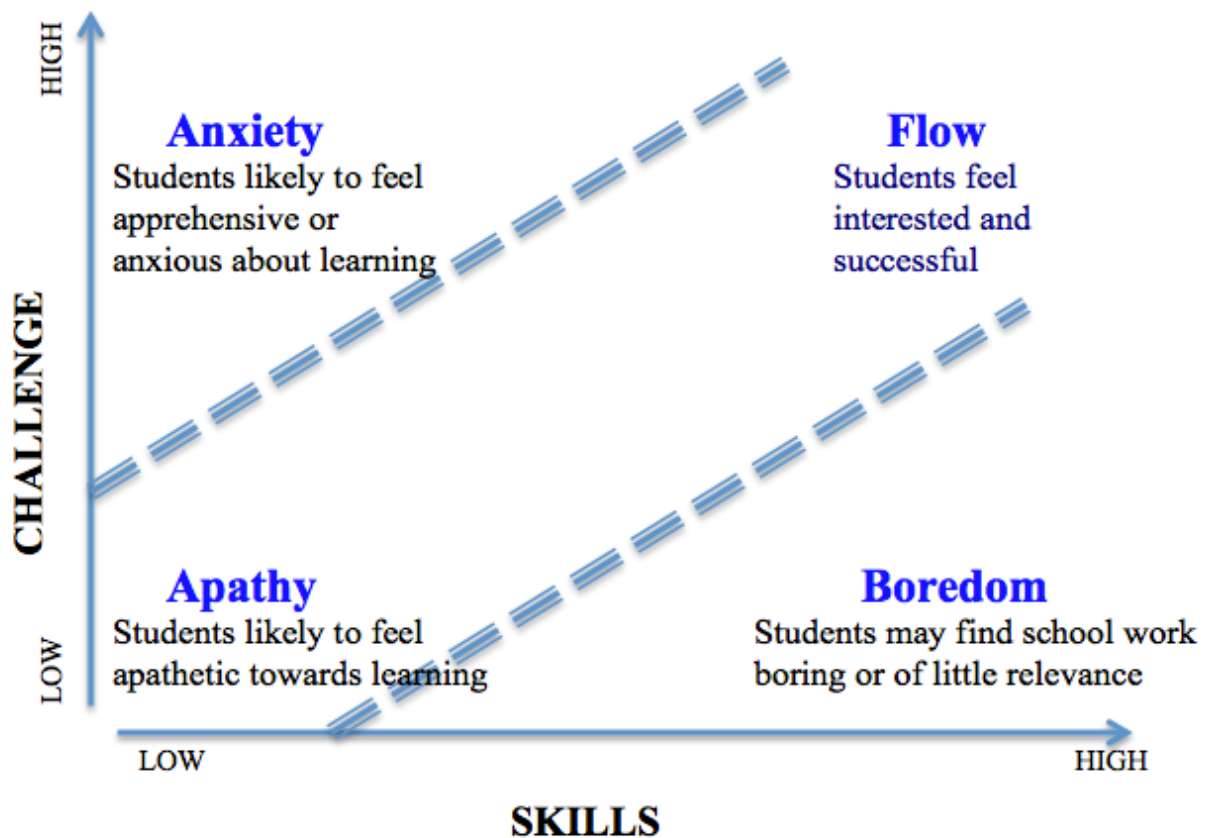 HIGH
Anxiety
Students likely to feel
apprehensive or
anxious about learning
Flow
Students feel
interested and
successful
CHALLENGE
Apathy
Students likely to feel
apathetic towards learning
Boredom
Students may find school work
boring or of little relevance
LOW
LOW
HIGH
SKILLS